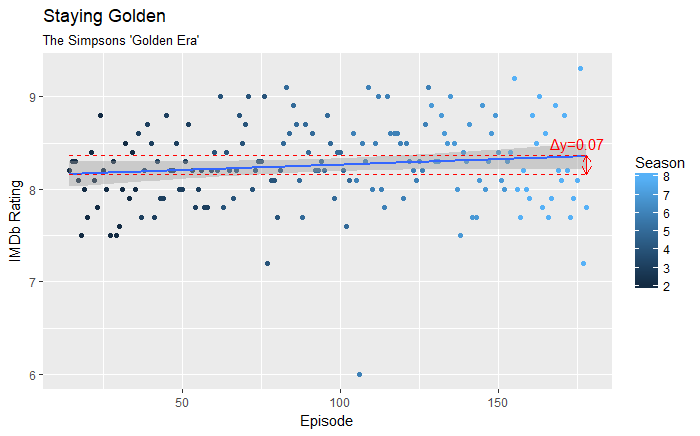 Staying Golden
The Simpsons 'Golden Era'
9
8
7
6
IMDb Rating
Δy=0.07
50
100
150
Episode
Season
8
7
6
5
4
3
2